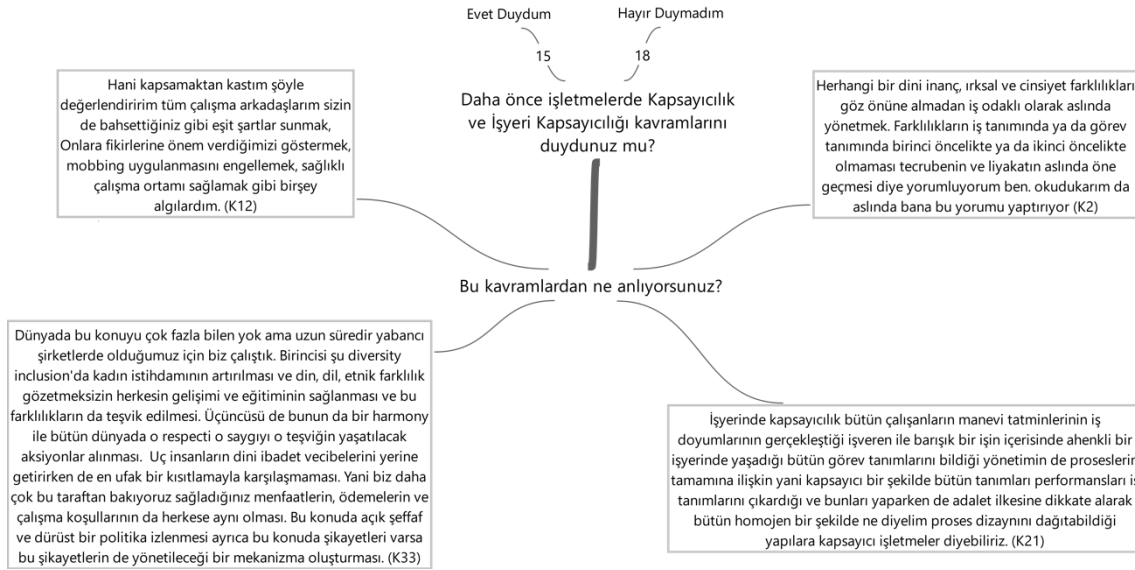 Evet Duydum
Hayır Duymadım
15
18
Daha önce işletmelerde Kapsayıcılık
ve İşyeri Kapsayıcılığı kavramlarını
duydunuz mu?
Hani kapsamaktan kastım şöyle
değerlendiririm tüm çalışma arkadaşlarım sizin
de bahsettiğiniz gibi eşit şartlar sunmak,
Onlara fikirlerine önem verdiğimizi göstermek,
mobbing uygulanmasını engellemek, sağlıklı
çalışma ortamı sağlamak gibi birşey
algılardım. (K12)
Herhangi bir dini inanç, ırksal ve cinsiyet farklılıkları
göz önüne almadan iş odaklı olarak aslında
yönetmek. Farklılıkların iş tanımında ya da görev
tanımında birinci öncelikte ya da ikinci öncelikte
olmaması tecrubenin ve liyakatın aslında öne
geçmesi diye yorumluyorum ben. okudukarım da
aslında bana bu yorumu yaptırıyor (K2)
Bu kavramlardan ne anlıyorsunuz?
Dünyada bu konuyu çok fazla bilen yok ama uzun süredir yabancı
şirketlerde olduğumuz için biz çalıştık. Birincisi şu diversity
inclusion'da kadın istihdamının artırılması ve din, dil, etnik farklılık
gözetmeksizin herkesin gelişimi ve eğitiminin sağlanması ve bu
farklılıkların da teşvik edilmesi. Üçüncüsü de bunun da bir harmony
ile bütün dünyada o respecti o saygıyı o teşviğin yaşatılacak
aksiyonlar alınması. Uç insanların dini ibadet vecibelerini yerine
getirirken de en ufak bir kısıtlamayla karşılaşmaması. Yani biz daha
çok bu taraftan bakıyoruz sağladığınız menfaatlerin, ödemelerin ve
çalışma koşullarının da herkese aynı olması. Bu konuda açık şeffaf
ve dürüst bir politika izlenmesi ayrıca bu konuda şikayetleri varsa
bu şikayetlerin de yönetileceği bir mekanizma oluşturması. (K33)
İşyerinde kapsayıcılık bütün çalışanların manevi tatminlerinin iş
doyumlarının gerçekleştiği işveren ile barışık bir işin içerisinde ahenkli bir
işyerinde yaşadığı bütün görev tanımlarını bildiği yönetimin de proseslerin
tamamına ilişkin yani kapsayıcı bir şekilde bütün tanımları performansları iş
tanımlarını çıkardığı ve bunları yaparken de adalet ilkesine dikkate alarak
bütün homojen bir şekilde ne diyelim proses dizaynını dağıtabildiği
yapılara kapsayıcı işletmeler diyebiliriz. (K21)